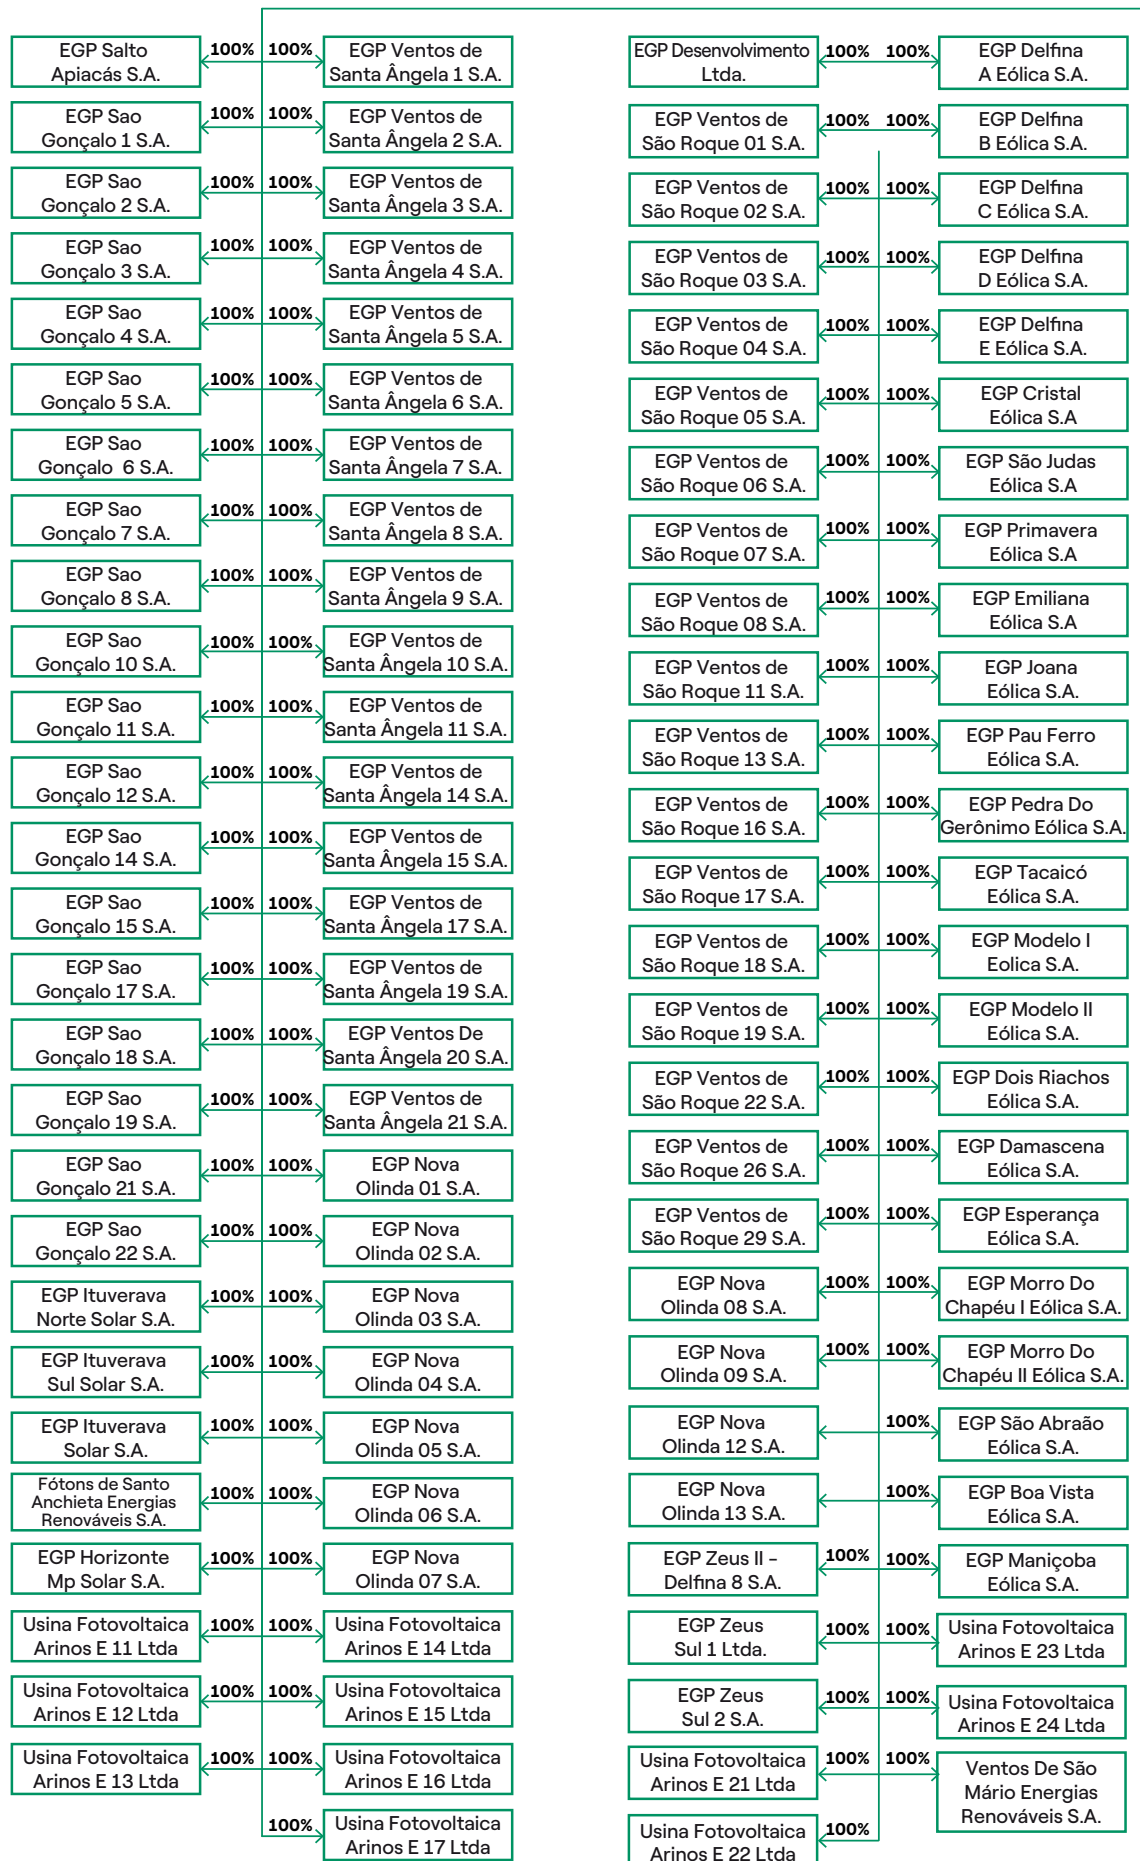 EGP Salto
Apiacás S.A.
100% 100%
EGP Ventos de
Santa Ângela 1 S.A.
EGP Sao
Gonçalo 1 S.A.
100% 100%
EGP Ventos de
Santa Ângela 2 S.A.
EGP Sao
Gonçalo 2 S.A.
100% 100%
EGP Ventos de
Santa Ângela 3 S.A.
EGP Sao
Gonçalo 3 S.A.
100% 100%
EGP Ventos de
Santa Ângela 4 S.A.
EGP Sao
Gonçalo 4 S.A.
100% 100%
EGP Ventos de
Santa Ângela 5 S.A.
EGP Sao
Gonçalo 5 S.A.
100% 100%
EGP Ventos de
Santa Ângela 6 S.A.
EGP Sao
Gonçalo 6 S.A.
100% 100%
EGP Ventos de
Santa Ângela 7 S.A.
EGP Sao
Gonçalo 7 S.A.
100% 100%
EGP Ventos de
Santa Ângela 8 S.A.
EGP Sao
Gonçalo 8 S.A.
100% 100%
EGP Ventos de
Santa Ângela 9 S.A.
EGP Sao
Gonçalo 10 S.A.
100% 100%
EGP Ventos de
Santa Ângela 10 S.A.
EGP Sao
Gonçalo 11 S.A.
100% 100%
EGP Ventos de
Santa Ângela 11 S.A.
EGP Sao
Gonçalo 12 S.A.
100% 100%
EGP Ventos de
Santa Ângela 14 S.A.
EGP Sao
Gonçalo 14 S.A.
100% 100%
EGP Ventos de
Santa Ângela 15 S.A.
EGP Sao
Gonçalo 15 S.A.
100% 100%
EGP Ventos de
Santa Ângela 17 S.A.
EGP Sao
Gonçalo 17 S.A.
100% 100%
EGP Ventos de
Santa Ângela 19 S.A.
EGP Sao
Gonçalo 18 S.A.
100% 100%
EGP Ventos De
Santa Ângela 20 S.A.
EGP Sao
Gonçalo 19 S.A.
100% 100%
EGP Ventos de
Santa Ângela 21 S.A.
EGP Sao
Gonçalo 21 S.A.
100% 100%
EGP Nova
Olinda 01 S.A.
EGP Sao
Gonçalo 22 S.A.
100% 100%
EGP Nova
Olinda 02 S.A.
EGP Ituverava
Norte Solar S.A.
100% 100%
EGP Nova
Olinda 03 S.A.
EGP Ituverava
Sul Solar S.A.
100% 100%
EGP Nova
Olinda 04 S.A.
EGP Ituverava
Solar S.A.
100% 100%
EGP Nova
Olinda 05 S.A.
Fótons de Santo
Anchieta Energias
Renováveis S.A.
100% 100%
EGP Nova
Olinda 06 S.A.
EGP Horizonte
Mp Solar S.A.
100% 100%
EGP Nova
Olinda 07 S.A.
Usina Fotovoltaica
Arinos E 11 Ltda
100% 100%
Usina Fotovoltaica
Arinos E 14 Ltda
Usina Fotovoltaica
Arinos E 12 Ltda
100% 100%
Usina Fotovoltaica
Arinos E 15 Ltda
Usina Fotovoltaica
Arinos E 13 Ltda
100% 100%
Usina Fotovoltaica
Arinos E 16 Ltda
100%
Usina Fotovoltaica
Arinos E 17 Ltda
EGP Desenvolvimento
Ltda.
100% 100%
EGP Delfina
A Eólica S.A.
EGP Ventos de
São Roque 01 S.A.
100% 100%
EGP Delfina
B Eólica S.A.
EGP Ventos de
São Roque 02 S.A.
100% 100%
EGP Delfina
C Eólica S.A.
EGP Ventos de
São Roque 03 S.A.
100% 100%
EGP Delfina
D Eólica S.A.
EGP Ventos de
São Roque 04 S.A.
100% 100%
EGP Delfina
E Eólica S.A.
EGP Ventos de
São Roque 05 S.A.
100% 100%
EGP Cristal
Eólica S.A
EGP Ventos de
São Roque 06 S.A.
100% 100%
EGP São Judas
Eólica S.A
EGP Ventos de
São Roque 07 S.A.
100% 100%
EGP Primavera
Eólica S.A
EGP Ventos de
São Roque 08 S.A.
100% 100%
EGP Emiliana
Eólica S.A
EGP Ventos de
São Roque 11 S.A.
100% 100%
EGP Joana
Eólica S.A.
EGP Ventos de
São Roque 13 S.A.
100% 100%
EGP Pau Ferro
Eólica S.A.
EGP Ventos de
São Roque 16 S.A.
100% 100%
EGP Pedra Do
Gerônimo Eólica S.A.
EGP Ventos de
São Roque 17 S.A.
100% 100%
EGP Tacaicó
Eólica S.A.
EGP Ventos de
São Roque 18 S.A.
100% 100%
EGP Modelo I
Eolica S.A.
EGP Ventos de
São Roque 19 S.A.
100% 100%
EGP Modelo II
Eólica S.A.
EGP Ventos de
São Roque 22 S.A.
100% 100%
EGP Dois Riachos
Eólica S.A.
EGP Ventos de
São Roque 26 S.A.
100% 100%
EGP Damascena
Eólica S.A.
EGP Ventos de
São Roque 29 S.A.
100% 100%
EGP Esperança
Eólica S.A.
EGP Nova
Olinda 08 S.A.
100% 100%
EGP Morro Do
Chapéu I Eólica S.A.
EGP Nova
Olinda 09 S.A.
100% 100%
EGP Morro Do
Chapéu II Eólica S.A.
EGP Nova
Olinda 12 S.A.
100%
EGP São Abraão
Eólica S.A.
EGP Nova
Olinda 13 S.A.
100%
EGP Boa Vista
Eólica S.A.
EGP Zeus II –
Delfina 8 S.A.
100% 100%
EGP Maniçoba
Eólica S.A.
EGP Zeus
Sul 1 Ltda.
100% 100%
Usina Fotovoltaica
Arinos E 23 Ltda
EGP Zeus
Sul 2 S.A.
100% 100%
Usina Fotovoltaica
Arinos E 24 Ltda
Usina Fotovoltaica
Arinos E 21 Ltda
100% 100%
Ventos De São
Mário Energias
Renováveis S.A.
Usina Fotovoltaica
Arinos E 22 Ltda
100%